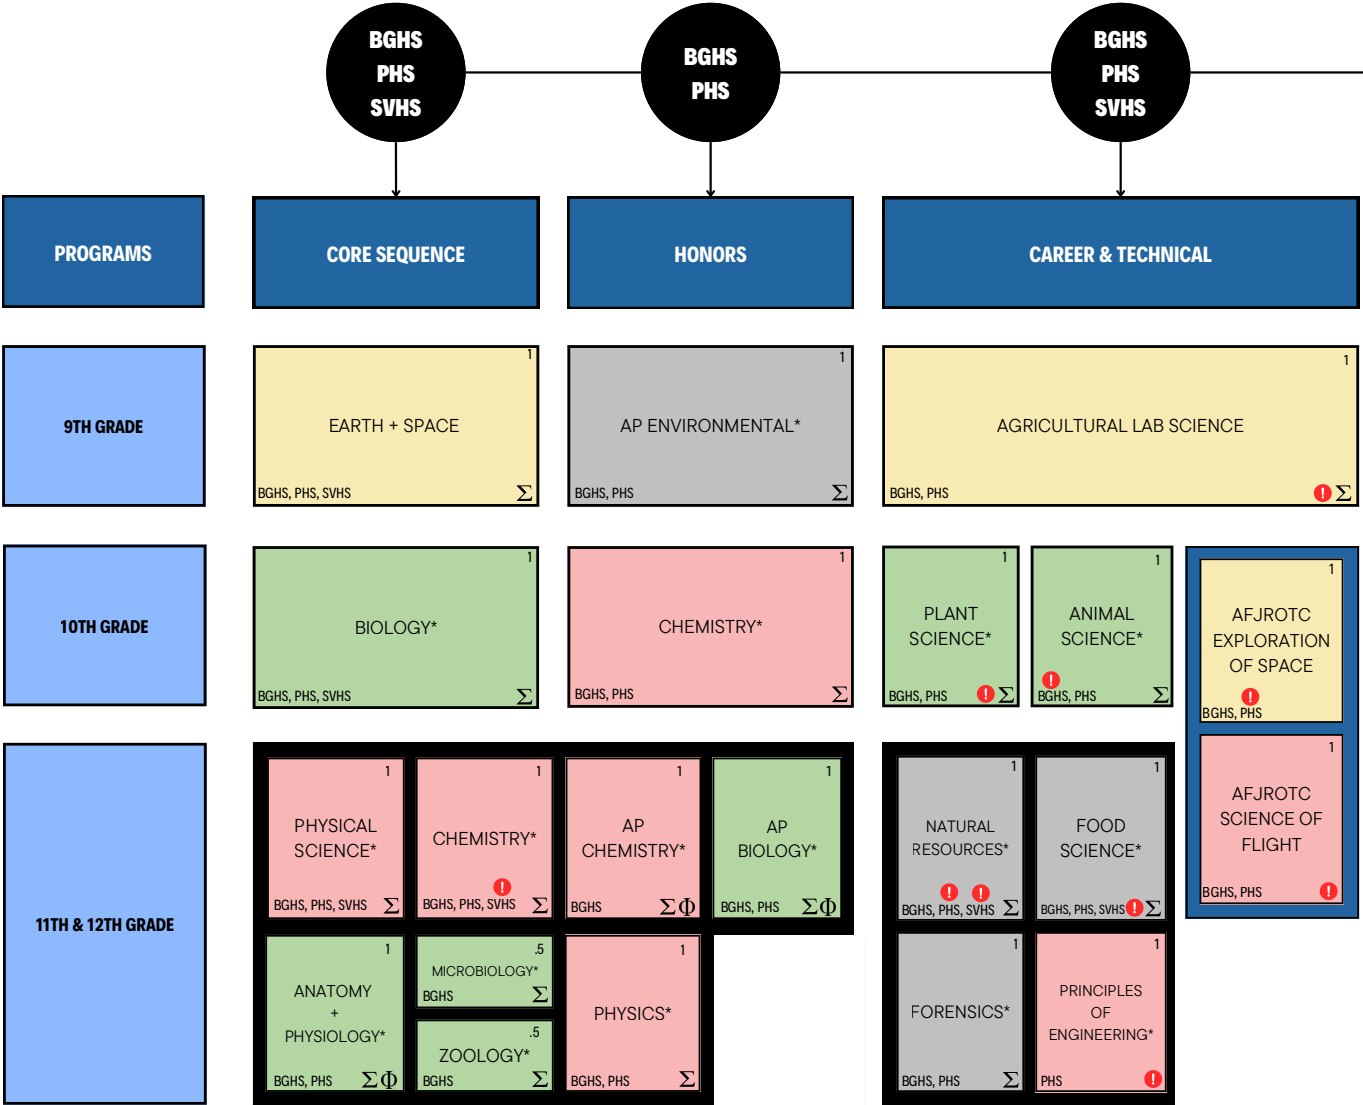 BGHS
PHS
SVHS
BGHS
PHS
BGHS
PHS
SVHS
PROGRAMS
CORE SEQUENCE
HONORS
CAREER & TECHNICAL
9TH GRADE
1
EARTH + SPACE
BGHS, PHS, SVHS
Σ
1
AP ENVIRONMENTAL*
BGHS, PHS
Σ
1
AGRICULTURAL LAB SCIENCE
BGHS, PHS
! Σ
10TH GRADE
1
BIOLOGY*
BGHS, PHS, SVHS
Σ
1
CHEMISTRY*
BGHS, PHS
Σ
1
PLANT
SCIENCE*
BGHS, PHS
! Σ
1
ANIMAL
SCIENCE*
!
BGHS, PHS
Σ
1
AFJROTC
EXPLORATION
OF SPACE
!
BGHS, PHS
1
AFJROTC
SCIENCE OF
FLIGHT
BGHS, PHS
!
11TH & 12TH GRADE
1
PHYSICAL
SCIENCE*
BGHS, PHS, SVHS
Σ
1
CHEMISTRY*
!
BGHS, PHS, SVHS
Σ
1
AP
CHEMISTRY*
BGHS
ΣΦ
1
AP
BIOLOGY*
BGHS, PHS
ΣΦ
1
NATURAL
RESOURCES*
! !
BGHS, PHS, SVHS
Σ
1
FOOD
SCIENCE*
BGHS, PHS, SVHS
! Σ
1
ANATOMY
+
PHYSIOLOGY*
BGHS, PHS
ΣΦ
.5
MICROBIOLOGY*
BGHS
Σ
.5
ZOOLOGY*
BGHS
Σ
1
PHYSICS*
BGHS, PHS
Σ
1
FORENSICS*
BGHS, PHS
Σ
1
PRINCIPLES
OF
ENGINEERING*
PHS
!